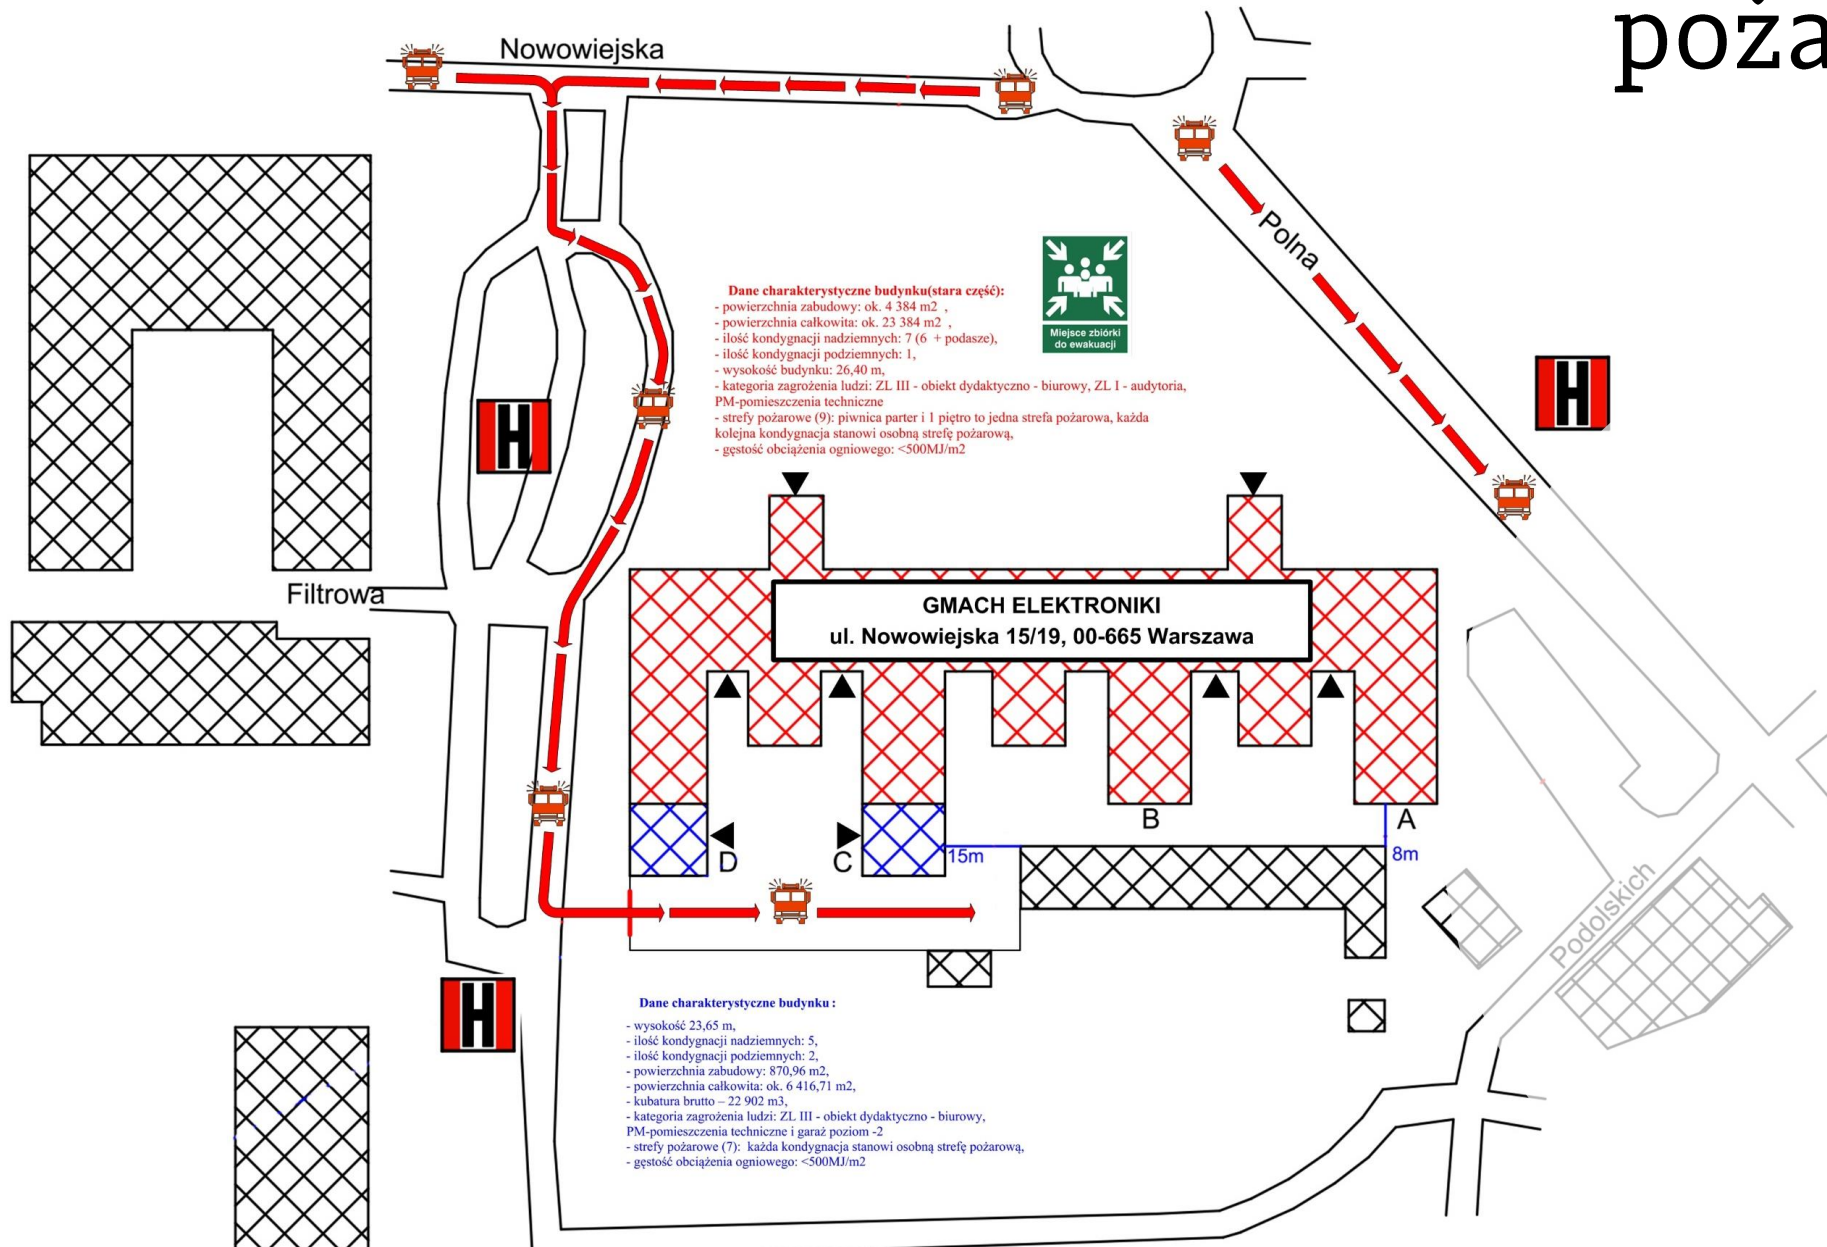 poża
Nowowiejska
Polna
Miejsce zbiórki
do ewakuacji
Dane charakterystyczne budynku(stara część):
- powierzchnia zabudowy: ok. 4 384 m2 ,
- powierzchnia całkowita: ok. 23 384 m2 ,
- ilość kondygnacji nadziemnych: 7 (6 + podasze),
- ilość kondygnacji podziemnych: 1,
- wysokość budynku: 26,40 m,
- kategoria zagrożenia ludzi: ZL III - obiekt dydaktyczno - biurowy, ZL I - audytoria,
PM-pomieszczenia techniczne
- strefy pożarowe (9): piwnica parter i 1 piętro to jedna strefa pożarowa, każda
kolejna kondygnacja stanowi osobną strefę pożarową,
- gęstość obciążenia ogniowego: <500MJ/m2
H
H
Filtrowa
GMACH ELEKTRONIKI
ul. Nowowiejska 15/19, 00-665 Warszawa
B
A
D
C
15m
8m
Podolskich
H
Dane charakterystyczne budynku :
- wysokość 23,65 m,
- ilość kondygnacji nadziemnych: 5,
- ilość kondygnacji podziemnych: 2,
- powierzchnia zabudowy: 870,96 m2,
- powierzchnia całkowita: ok. 6 416,71 m2,
- kubatura brutto – 22 902 m3,
- kategoria zagrożenia ludzi: ZL III - obiekt dydaktyczno - biurowy,
PM-pomieszczenia techniczne i garaż poziom -2
- strefy pożarowe (7): każda kondygnacja stanowi osobną strefę pożarową,
- gęstość obciążenia ogniowego: <500MJ/m2